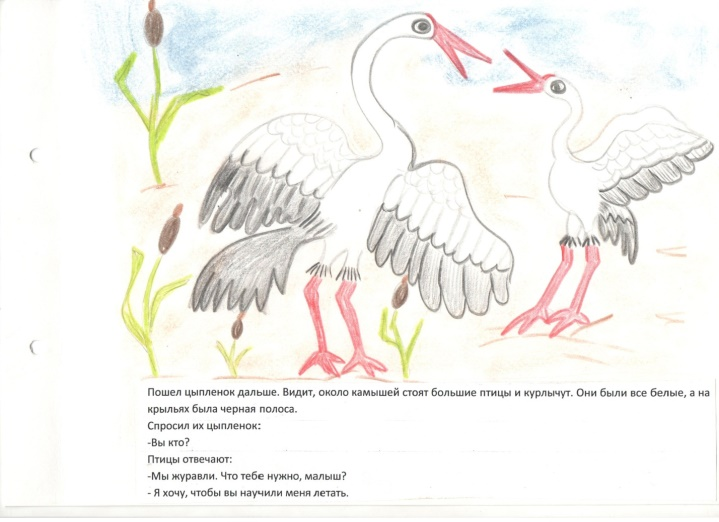 Пошел цыпленок дальше. Видит, около камышей стоят большие птицы и курлычут. Они были все белые, а на
крыльях была черная полоса.
Спросил их цыпленок:
-Вы кто?
Птицы отвечают:
-Мы журавли. Что тебе нужно, малыш?
- Я хочу, чтобы вы научили меня летать.